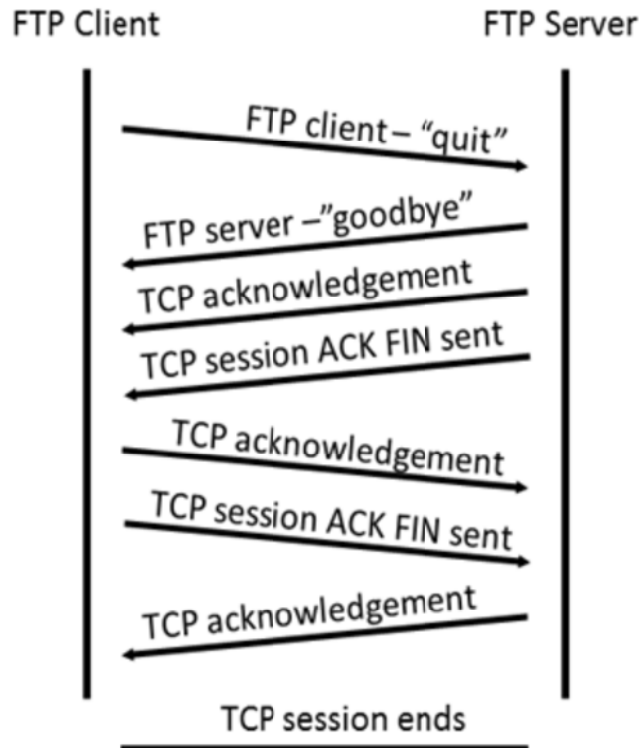 FTP Client FTP Server
FTP client – “quit”
FTP server –”goodbye”
TCP acknowledgement
TCP session ACK FIN sent
TCP acknowledgement
TCP session ACK FIN sent
TCP acknowledgement
TCP session ends